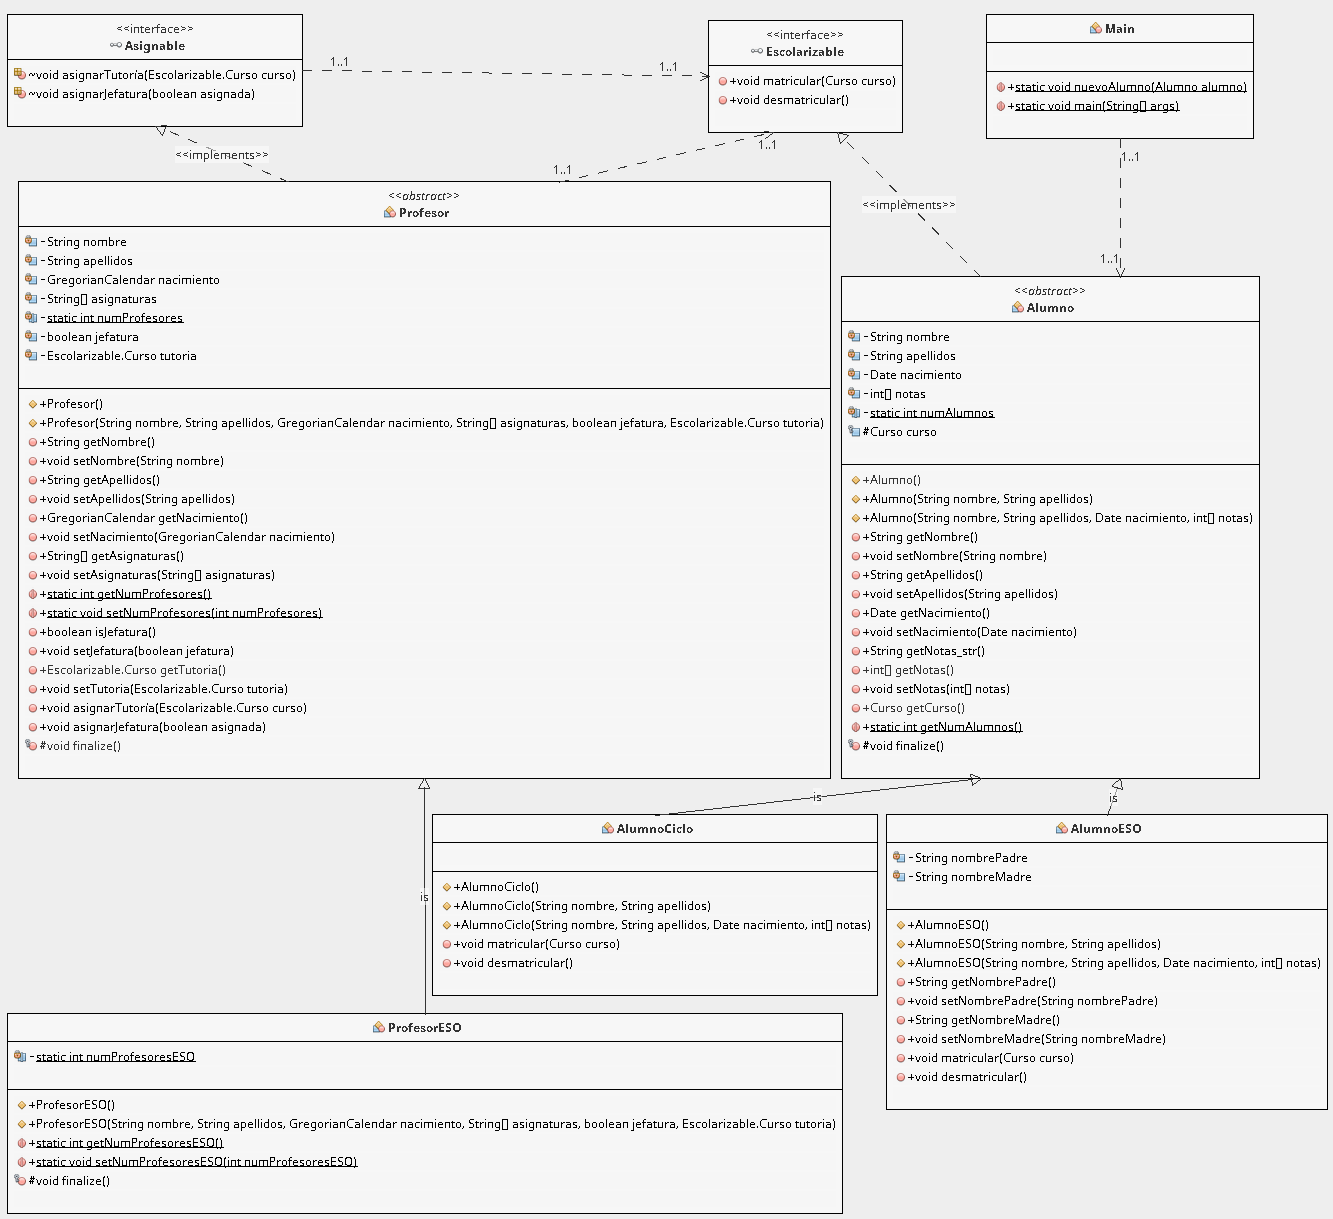 <<interface>>
Asignable
~void asignarTutoría(Escolarizable.Curso curso)
~void asignarJefatura(boolean asignada)
1..1
1..1
<<interface>>
Escolarizable
+void matricular(Curso curso)
+void desmatricular()
Main
+static void nuevoAlumno(Alumno alumno)
+static void main(String[] args)
<<implements>>
1..1
1..1
<<implements>>
1..1
1..1
<<abstract>>
Profesor
-String nombre
-String apellidos
-GregorianCalendar nacimiento
-String[] asignaturas
-static int numProfesores
-boolean jefatura
-Escolarizable.Curso tutoria
+Profesor()
+Profesor(String nombre, String apellidos, GregorianCalendar nacimiento, String[] asignaturas, boolean jefatura, Escolarizable.Curso tutoria)
+String getNombre()
+void setNombre(String nombre)
+String getApellidos()
+void setApellidos(String apellidos)
+GregorianCalendar getNacimiento()
+void setNacimiento(GregorianCalendar nacimiento)
+String[] getAsignaturas()
+void setAsignaturas(String[] asignaturas)
+static int getNumProfesores()
+static void setNumProfesores(int numProfesores)
+boolean isJefatura()
+void setJefatura(boolean jefatura)
+Escolarizable.Curso getTutoria()
+void setTutoria(Escolarizable.Curso tutoria)
+void asignarTutoría(Escolarizable.Curso curso)
+void asignarJefatura(boolean asignada)
#void finalize()
<<abstract>>
Alumno
-String nombre
-String apellidos
-Date nacimiento
-int[] notas
-static int numAlumnos
#Curso curso
+Alumno()
+Alumno(String nombre, String apellidos)
+Alumno(String nombre, String apellidos, Date nacimiento, int[] notas)
+String getNombre()
+void setNombre(String nombre)
+String getApellidos()
+void setApellidos(String apellidos)
+Date getNacimiento()
+void setNacimiento(Date nacimiento)
+String getNotas_str()
+int[] getNotas()
+void setNotas(int[] notas)
+Curso getCurso()
+static int getNumAlumnos()
#void finalize()
is
is
is
AlumnoCiclo
+AlumnoCiclo()
+AlumnoCiclo(String nombre, String apellidos)
+AlumnoCiclo(String nombre, String apellidos, Date nacimiento, int[] notas)
+void matricular(Curso curso)
+void desmatricular()
AlumnoESO
-String nombrePadre
-String nombreMadre
+AlumnoESO()
+AlumnoESO(String nombre, String apellidos)
+AlumnoESO(String nombre, String apellidos, Date nacimiento, int[] notas)
+String getNombrePadre()
+void setNombrePadre(String nombrePadre)
+String getNombreMadre()
+void setNombreMadre(String nombreMadre)
+void matricular(Curso curso)
+void desmatricular()
ProfesorESO
-static int numProfesoresESO
+ProfesorESO()
+ProfesorESO(String nombre, String apellidos, GregorianCalendar nacimiento, String[] asignaturas, boolean jefatura, Escolarizable.Curso tutoria)
+static int getNumProfesoresESO()
+static void setNumProfesoresESO(int numProfesoresESO)
#void finalize()